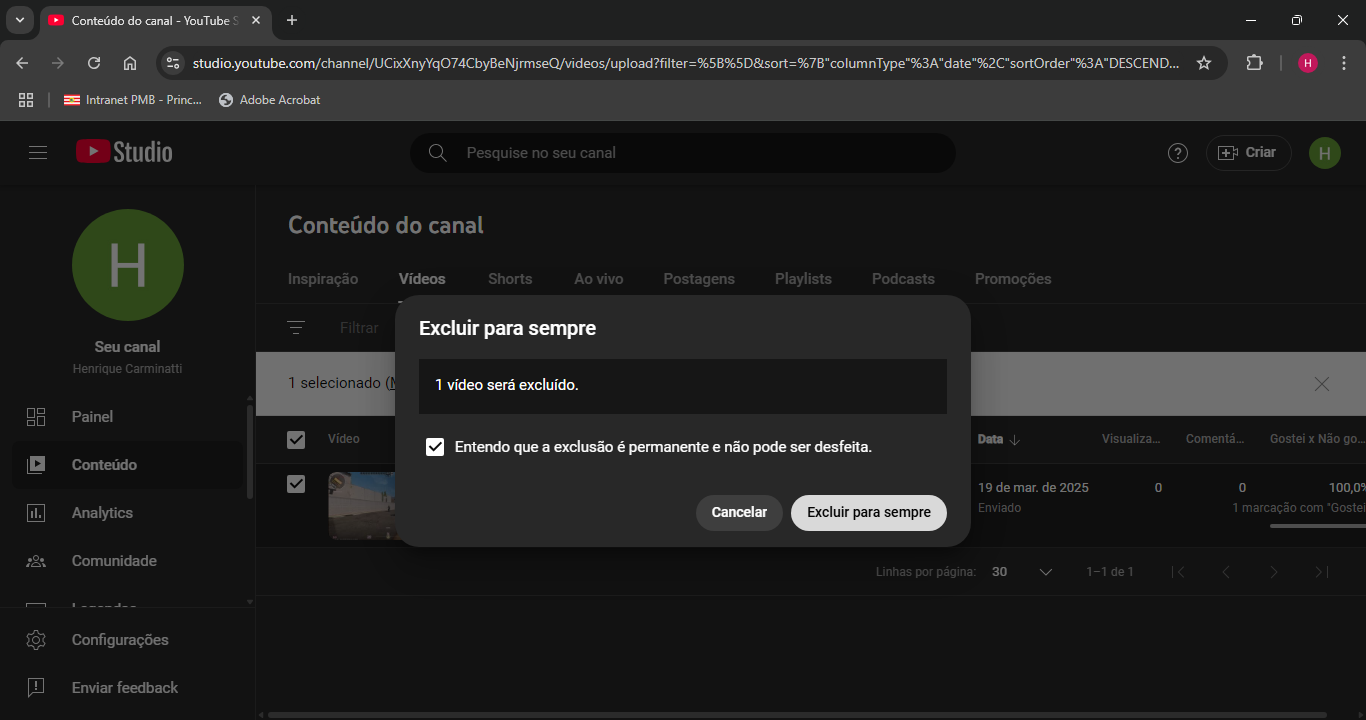 Conteúdo do canal - YouTube S
studio.youtube.com/channel/UCixXnyYqO74CbyBeNjrmseQ/videos/upload?filter=%5B%5D&sort=%7B"columnType"%3A"date"%2C"sortOrder"%3A"DESCEND...
H
Intranet PMB - Princ...
Adobe Acrobat
Studio
Pesquise no seu canal
Criar
H
H
Seu canal
Henrique Carminatti
Painel
Conteúdo
Analytics
Comunidade
Legendas
Configurações
Enviar feedback
Conteúdo do canal
Inspiração Vídeos Shorts Ao vivo Postagens Playlists Podcasts Promoções
Filtrar
1 selecionado (
Vídeo Data Visualiza... Comentá... Gostei x Não go...
19 de mar. de 2025 0 0 100,0%
Enviado 1 marcação com "Gostei
Linhas por página: 30 1–1 de 1
Excluir para sempre
1 vídeo será excluído.
Entendo que a exclusão é permanente e não pode ser desfeita.
Cancelar Excluir para sempre